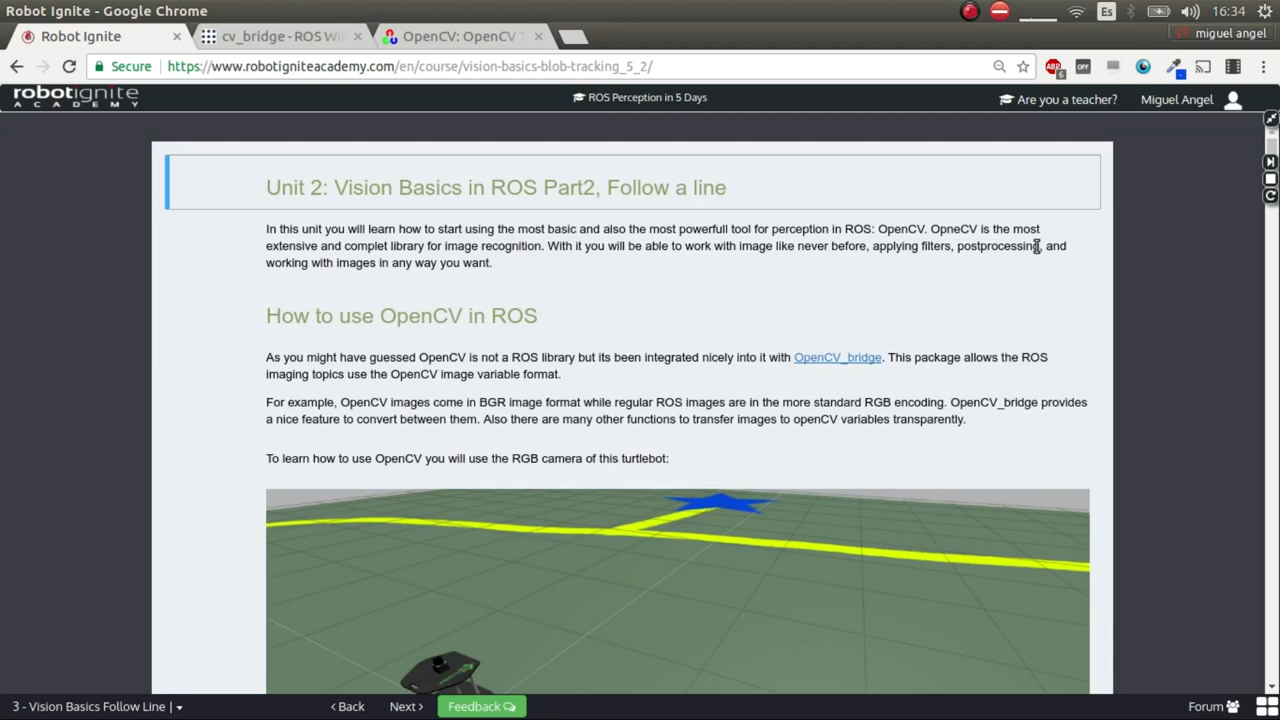 Robot Ignite - Google Chrome
Es
16:34
Robot Ignite
cv_bridge - ROS Wi
OpenCV: OpenCV T
miguel angel
Secure
https://www.robotigniteacademy.com/en/course/vision-basics-blob-tracking_5_2/
ABP
6
OFF
robotignite
ACADEMY
ROS Perception in 5 Days
Are you a teacher?
Miguel Angel
Unit 2: Vision Basics in ROS Part2, Follow a line
In this unit you will learn how to start using the most basic and also the most powerfull tool for perception in ROS: OpenCV. OpneCV is the most
extensive and complet library for image recognition. With it you will be able to work with image like never before, applying filters, postprocessing, and
working with images in any way you want.
How to use OpenCV in ROS
As you might have guessed OpenCV is not a ROS library but its been integrated nicely into it with OpenCV_bridge. This package allows the ROS
imaging topics use the OpenCV image variable format.
For example, OpenCV images come in BGR image format while regular ROS images are in the more standard RGB encoding. OpenCV_bridge provides
a nice feature to convert between them. Also there are many other functions to transfer images to openCV variables transparently.
To learn how to use OpenCV you will use the RGB camera of this turtlebot:
3 - Vision Basics Follow Line |
Back
Next
Feedback
Forum